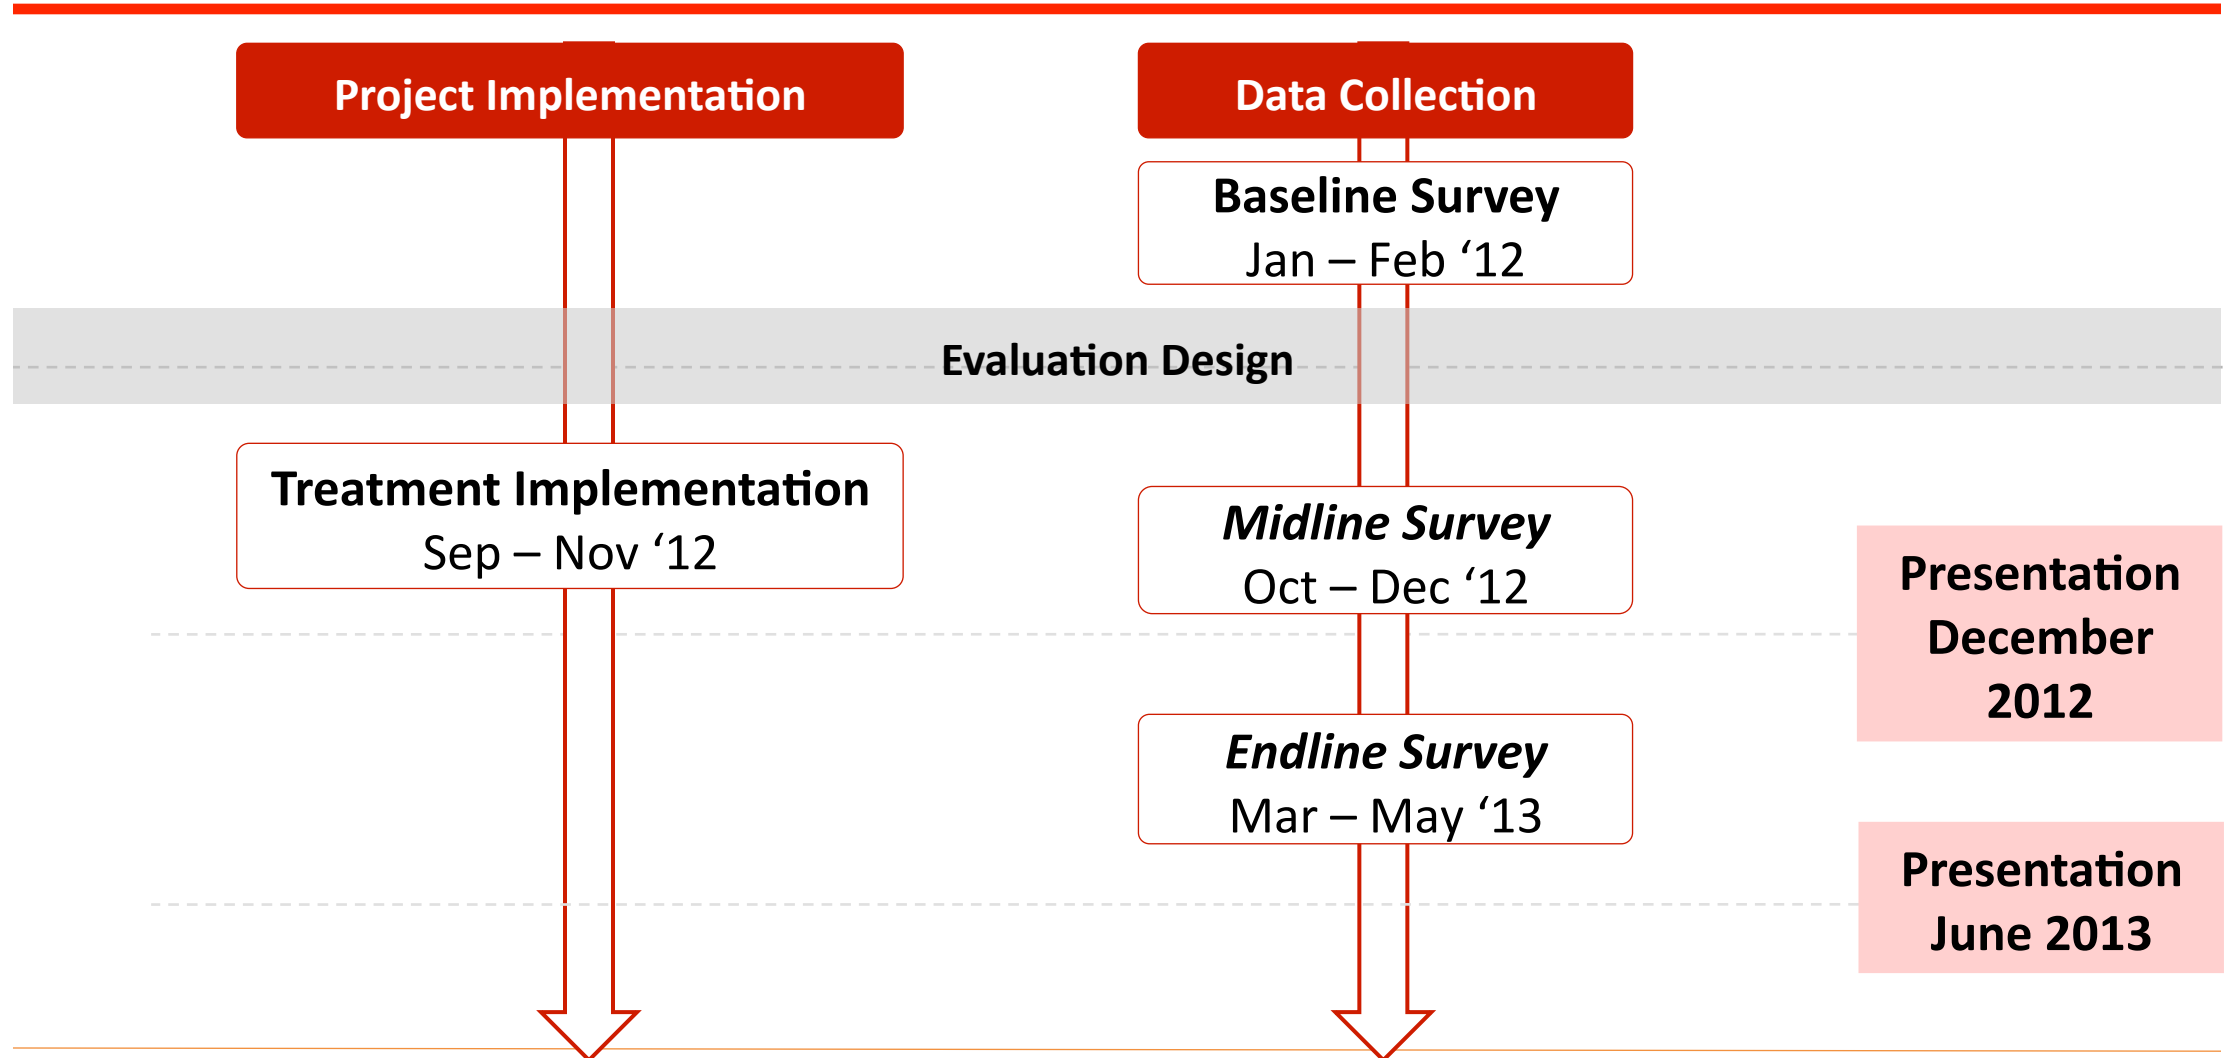 Project Implementation
Data Collection
Baseline Survey
Jan – Feb ‘12
Evaluation Design
Treatment Implementation
Sep – Nov ‘12
Midline Survey
Oct – Dec ‘12
Presentation
December
2012
Endline Survey
Mar – May ‘13
Presentation
June 2013